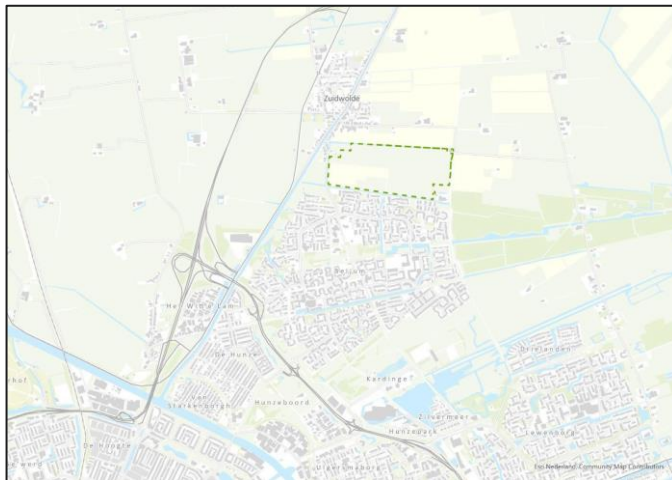 Zuidwolde
Beijum
De Hunze
Van
Starkenborgh
Hunzeboord
Kardinge
Zilvermeer
Hunzepark
Drielanden
Lewenborg
De Hoogte
Ulgersmaborg
Esri Nederland, Community Map Contributors